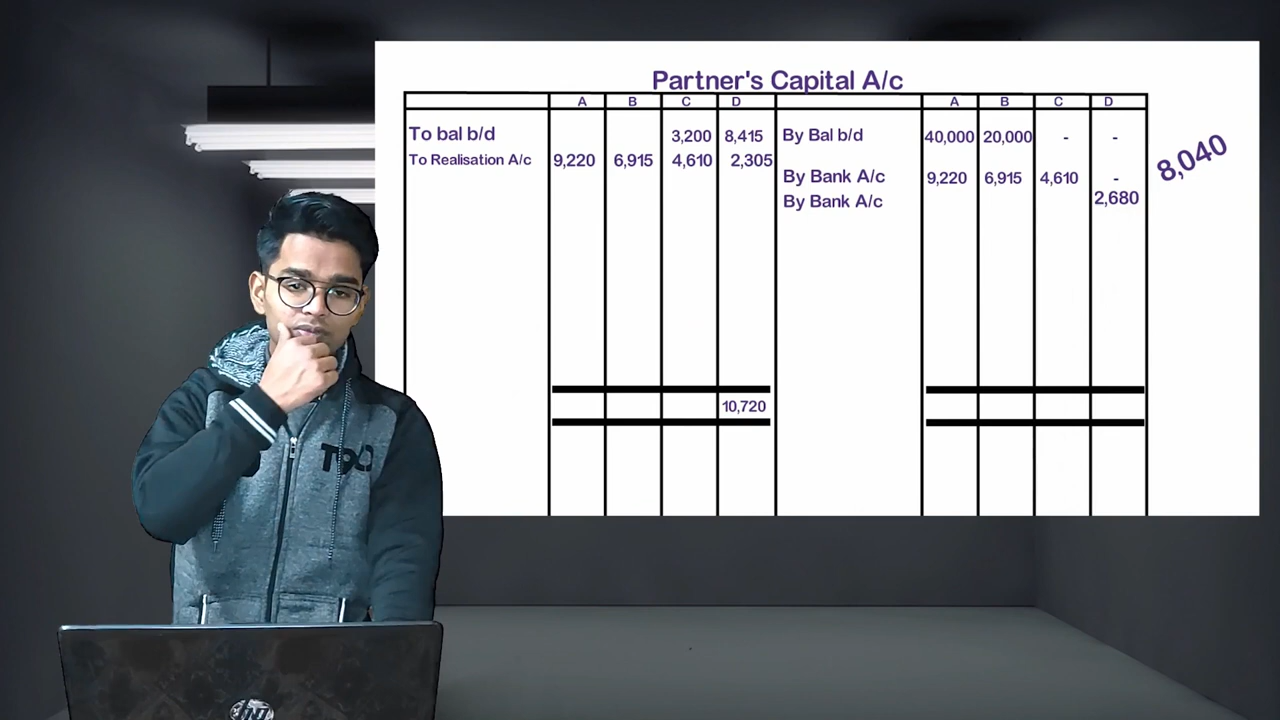 Partner's Capital A/c
A B C D A B C D
To bal b/d 3,200 8,415 By Bal b/d 40,000 20,000 - -
To Realisation A/c 9,220 6,915 4,610 2,305
By Bank A/c 9,220 6,915 4,610 -
By Bank A/c 2,680
8,040
10,720
hp